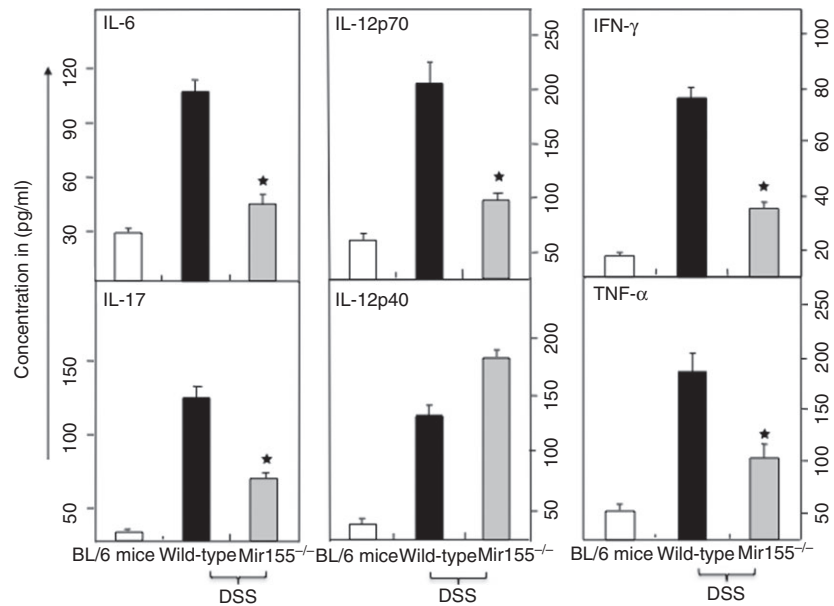 IL-6
120
90
60
30
IL-12p70
250
200
150
100
50
IFN-γ
100
80
60
40
20
Concentration in (pg/ml)
IL-17
150
100
50
IL-12p40
200
150
100
50
TNF-α
250
200
150
100
50
BL/6 mice Wild-type Mir155⁻/⁻
DSS
BL/6 mice Wild-type Mir155⁻/⁻
DSS
BL/6 mice Wild-type Mir155⁻/⁻
DSS